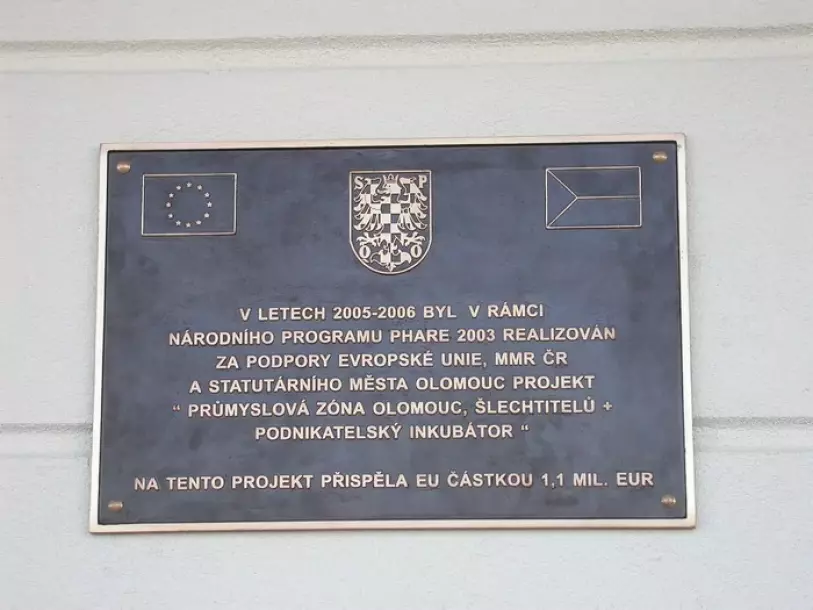 S P
O O
V LETECH 2005-2006 BYL V RÁMCI
NÁRODNÍHO PROGRAMU PHARE 2003 REALIZOVÁN
ZA PODPORY EVROPSKÉ UNIE, MMR ČR
A STATUTÁRNÍHO MĚSTA OLOMOUC PROJEKT
“ PRŮMYSLOVÁ ZÓNA OLOMOUC, ŠLECHTITELŮ +
PODNIKATELSKÝ INKUBÁTOR “
NA TENTO PROJEKT PŘISPĚLA EU ČÁSTKOU 1,1 MIL. EUR